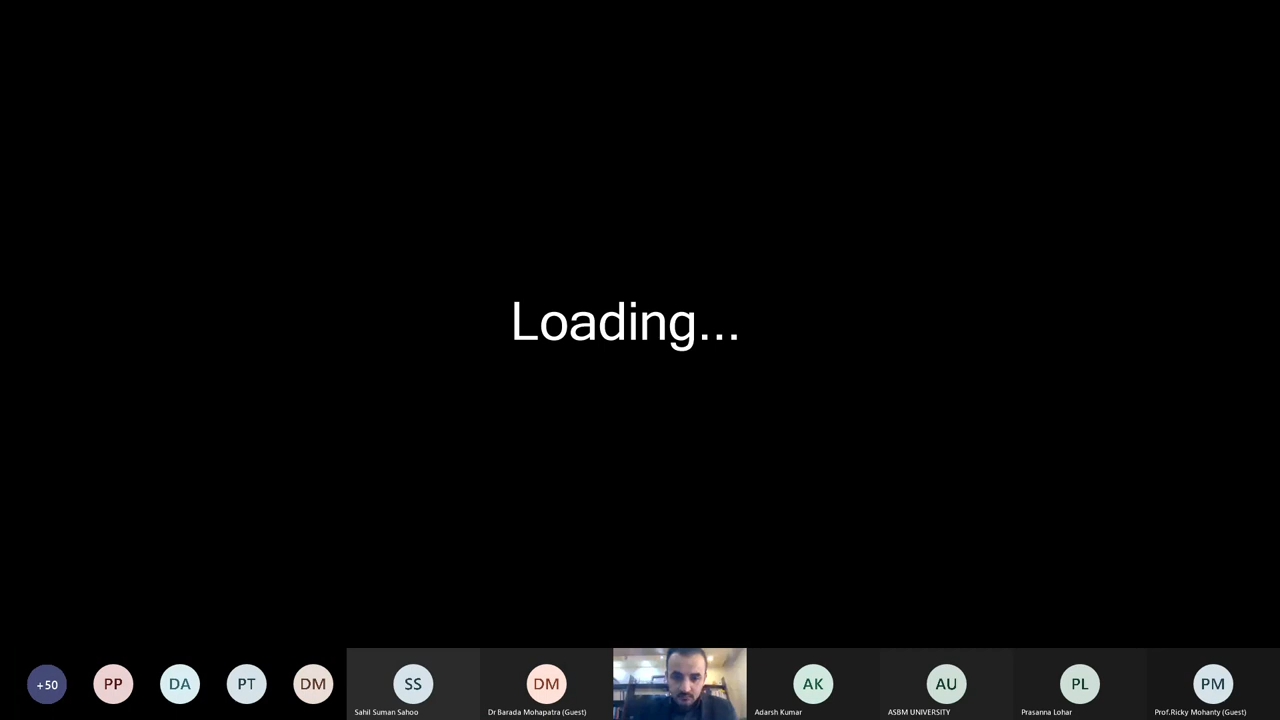 Loading...
+50
PP
DA
PT
DM
SS
Sahil Suman Sahoo
DM
Dr Barada Mohapatra (Guest)
AK
Adarsh Kumar
AU
ASBM UNIVERSITY
PL
Prasanna Lohar
PM
Prof.Ricky Mohanty (Guest)